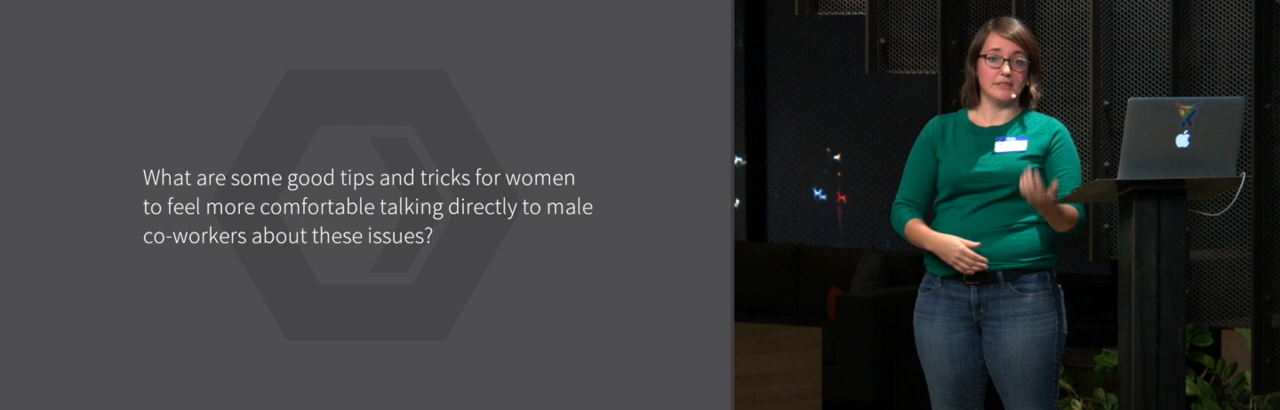 What are some good tips and tricks for women
to feel more comfortable talking directly to male
co-workers about these issues?